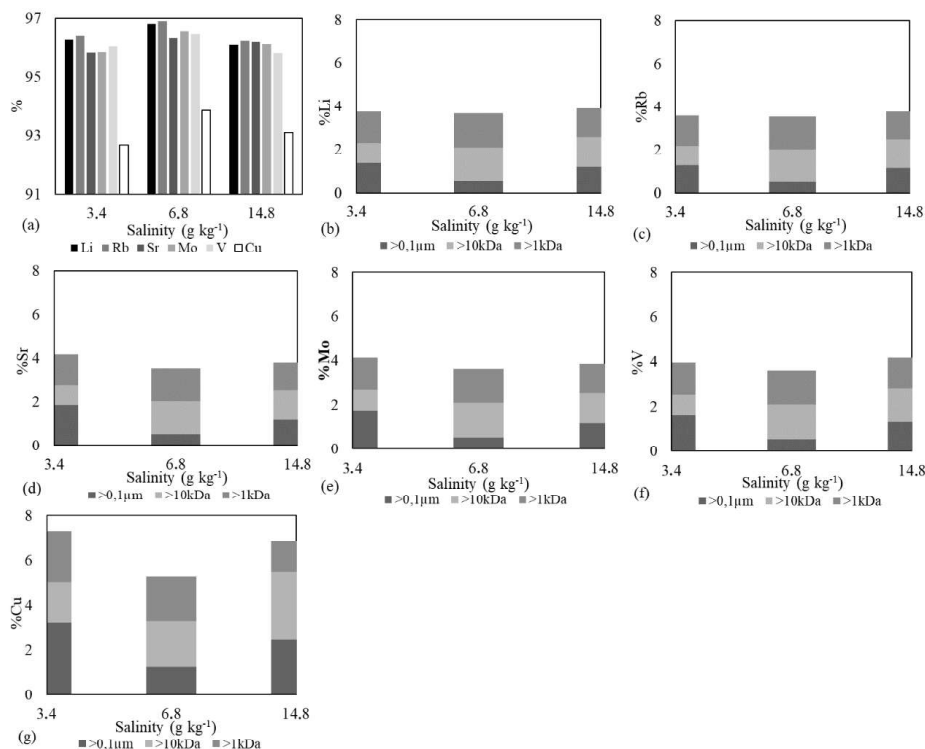 97
95
93
91
%
3.4 6.8 14.8
(a) Salinity (g kg⁻¹)
■Li ■Rb ■Sr ■Mo ■V □Cu
8
6
4
2
0
%Li
3.4 6.8 14.8
(b) Salinity (g kg⁻¹)
■>0,1µm ■>10kDa ■>1kDa
8
6
4
2
0
%Rb
3.4 6.8 14.8
(c) Salinity (g kg⁻¹)
■>0,1µm ■>10kDa ■>1kDa
8
6
4
2
0
%Sr
3.4 6.8 14.8
(d) Salinity (g kg⁻¹)
■>0,1µm ■>10kDa ■>1kDa
8
6
4
2
0
%Mo
3.4 6.8 14.8
(e) Salinity (g kg⁻¹)
■>0,1µm ■>10kDa ■>1kDa
8
6
4
2
0
%V
3.4 6.8 14.8
(f) Salinity (g kg⁻¹)
■>0,1µm ■>10kDa ■>1kDa
8
6
4
2
0
%Cu
3.4 6.8 14.8
(g) Salinity (g kg⁻¹)
■>0,1µm ■>10kDa ■>1kDa